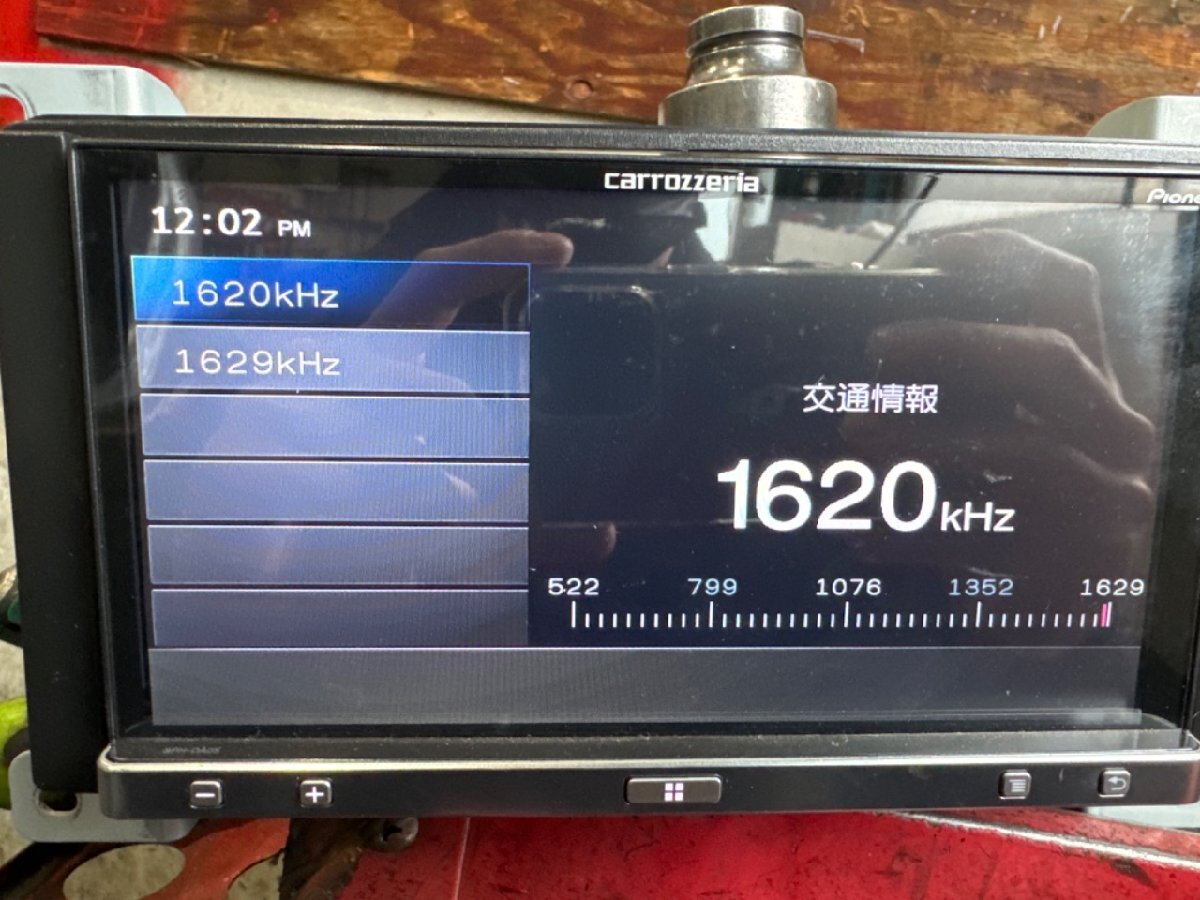 carrozzeria
Pione
12:02 PM
1620kHz
1629kHz
交通情報
1620kHz
522 799 1076 1352 1629